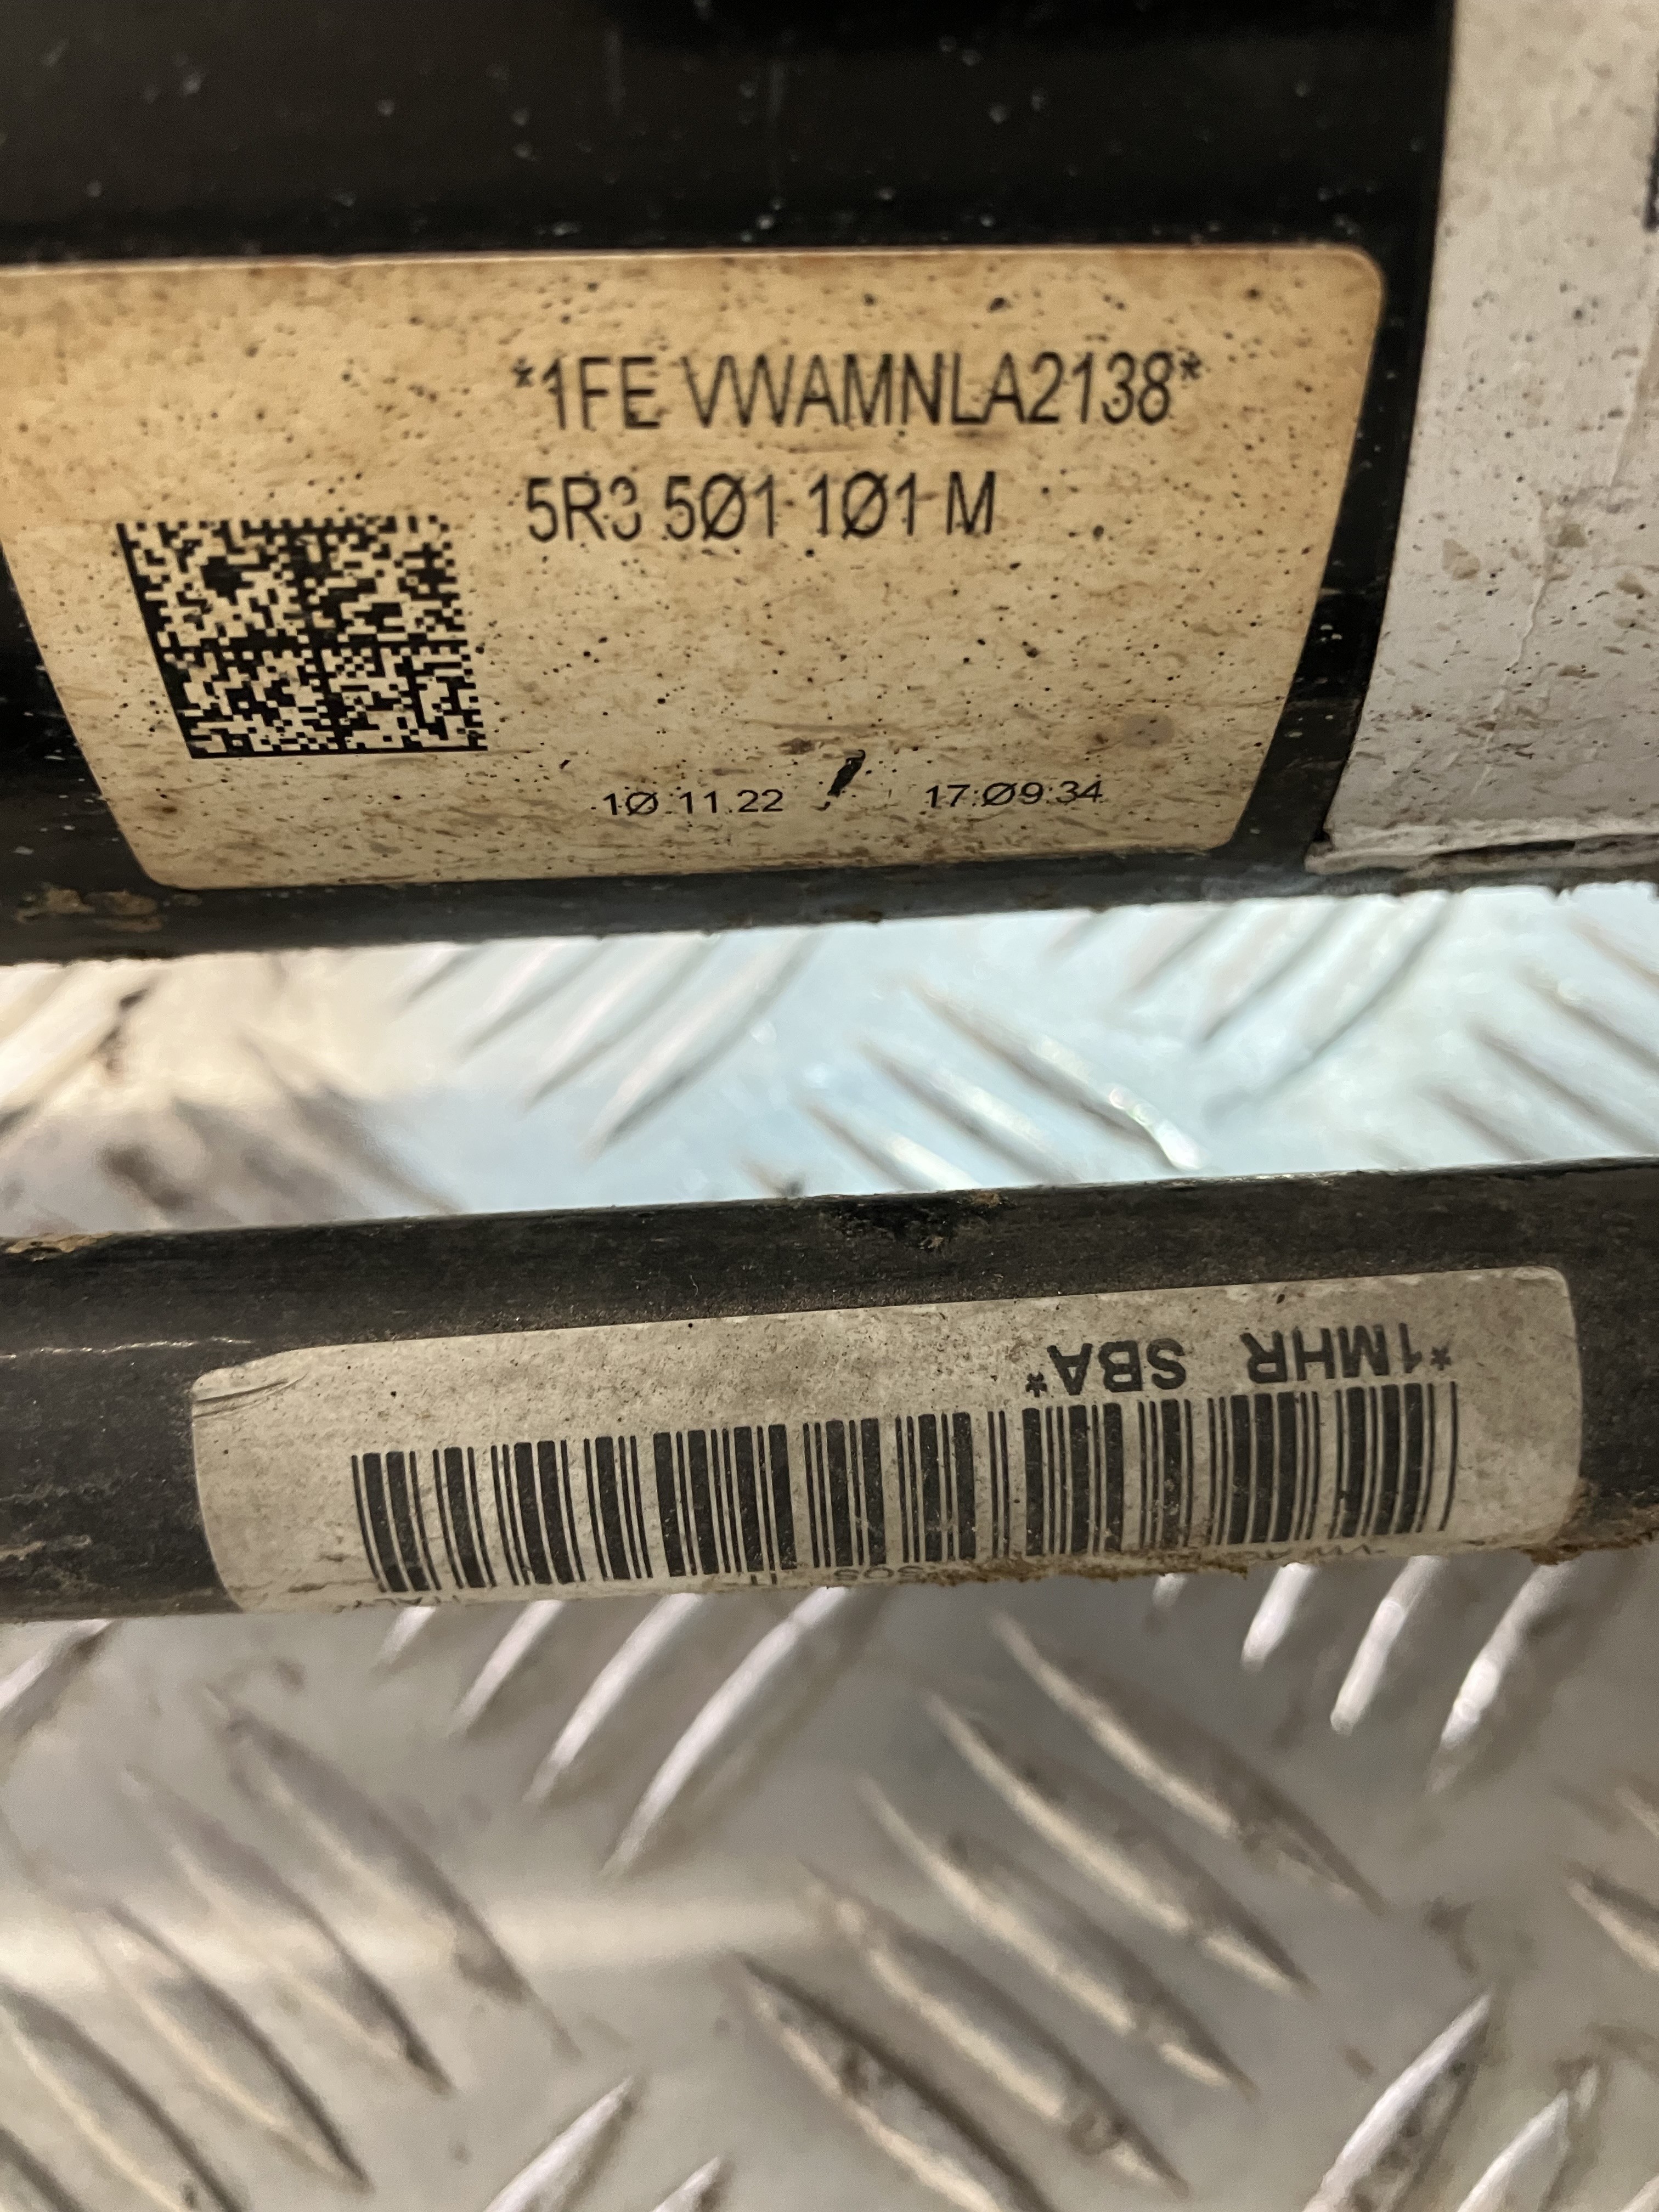 *1FE VWAMNLA2138*
5R3 5Ø1 1Ø1 M
1Ø.11.22 17:Ø9:34
*1MHR SBA*